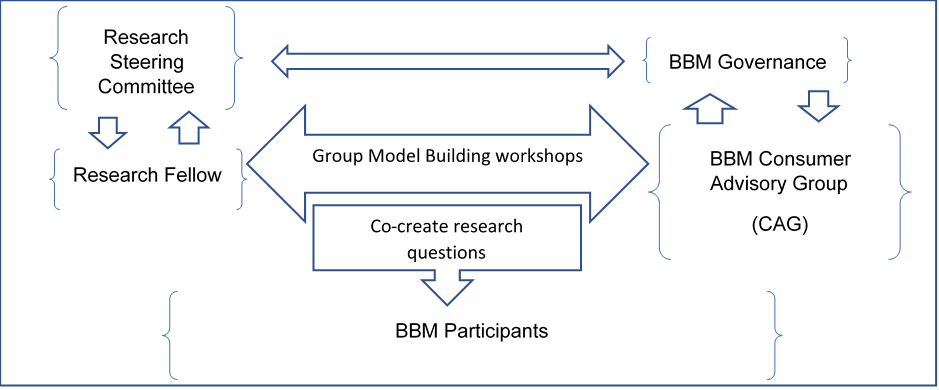 Research
Steering
Committee
BBM Governance
Group Model Building workshops
Research Fellow
BBM Consumer
Advisory Group
(CAG)
Co-create research
questions
BBM Participants